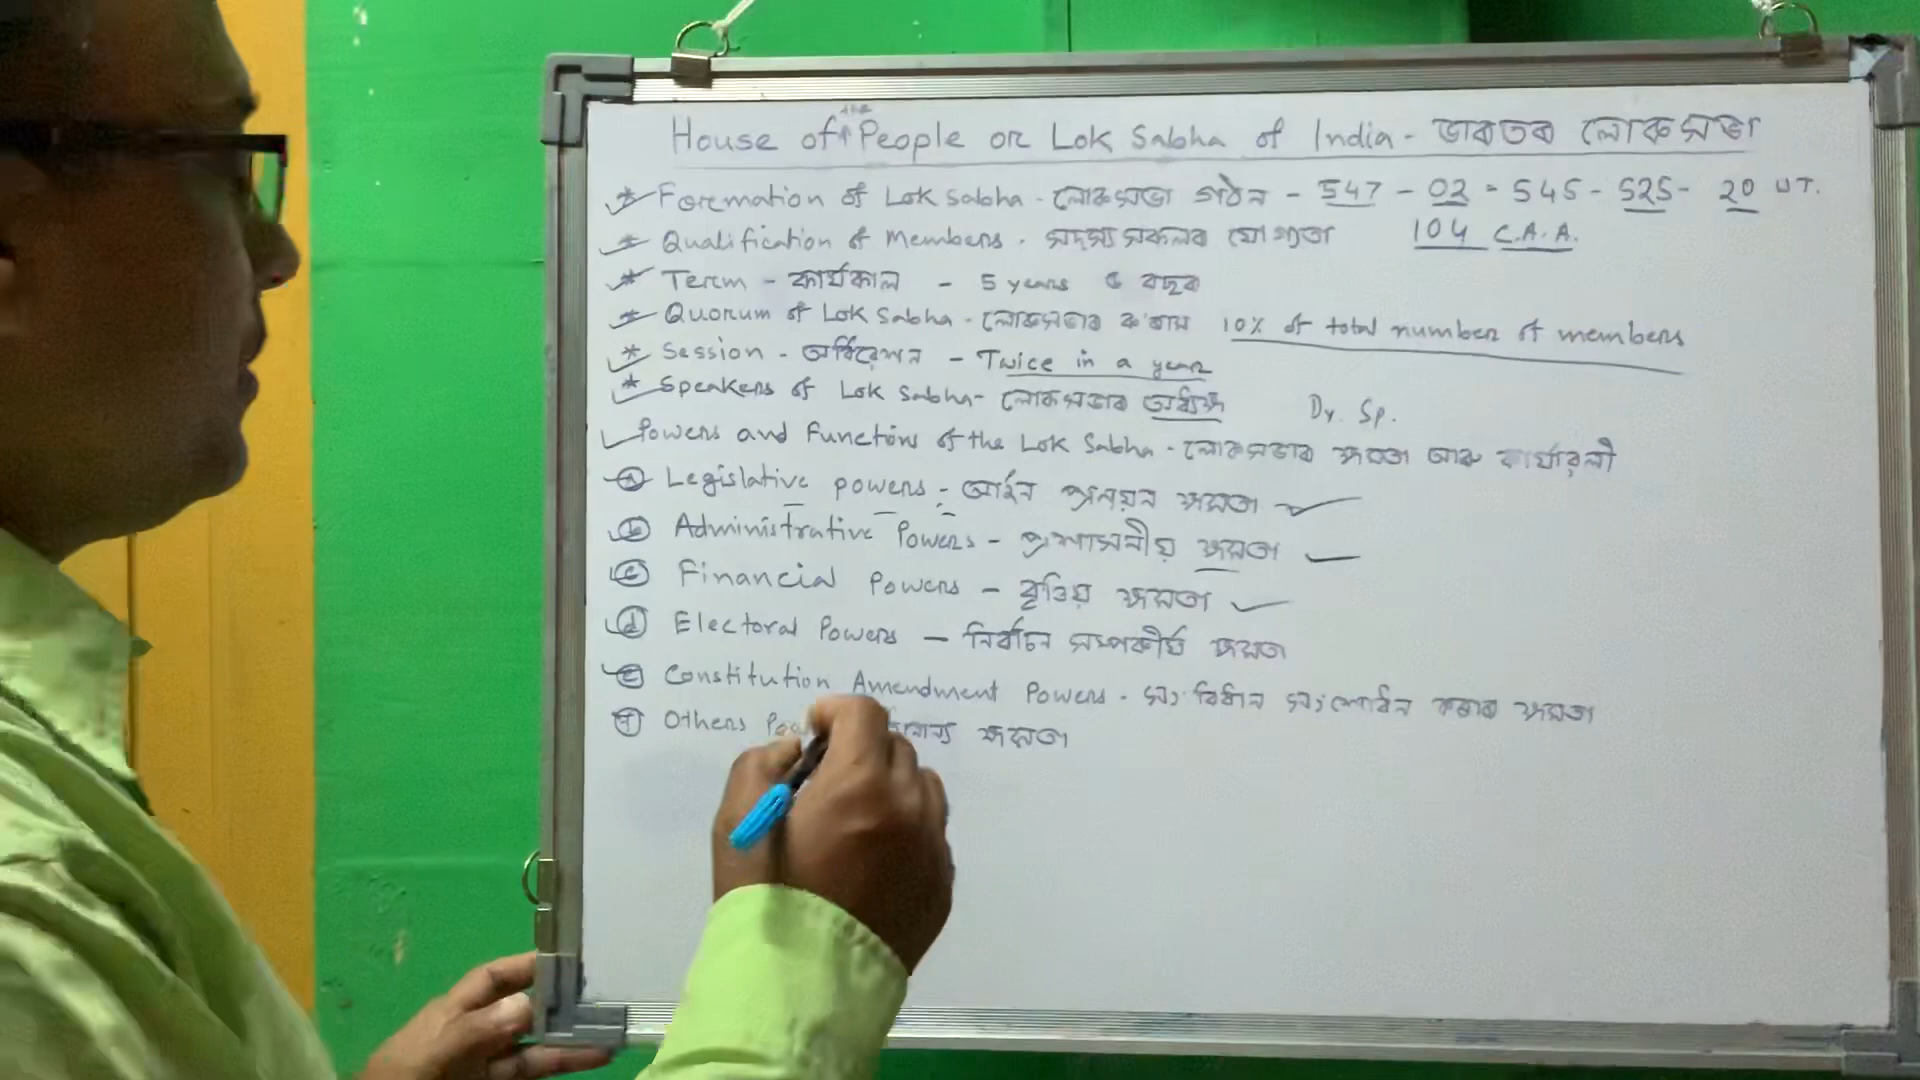 House of the People or Lok Sabha of India - ভাৰতৰ লোকসভা
* Formation of Lok Sabha - লোকসভা গঠন - 547 - 02 = 545 - 525 - 20 UT.
* Qualification of Members. সদস্যসকলৰ যোগ্যতা 104 C.A.A.
* Term - কাৰ্যকাল - 5 years ৫ বছৰ
* Quorum of Lok Sabha - লোকসভাৰ ক'ৰাম 10% of total number of members
* Session - অধিবেশন - Twice in a year
* Speakers of Lok Sabha - লোকসভাৰ অধ্যক্ষ Dy. Sp.
Powers and Functions of the Lok Sabha - লোকসভাৰ ক্ষমতা আৰু কাৰ্যাৱলী
(a) Legislative powers - আইন প্ৰনয়ন ক্ষমতা
(b) Administrative Powers - প্ৰশাসনীয় ক্ষমতা
(c) Financial Powers - বৃত্তিয় ক্ষমতা
(d) Electoral Powers - নিৰ্বাচন সম্পৰ্কীয় ক্ষমতা
(e) Constitution Amendment Powers - সংবিধান সংশোধন কৰাৰ ক্ষমতা
(f) Others ক্ষমতা